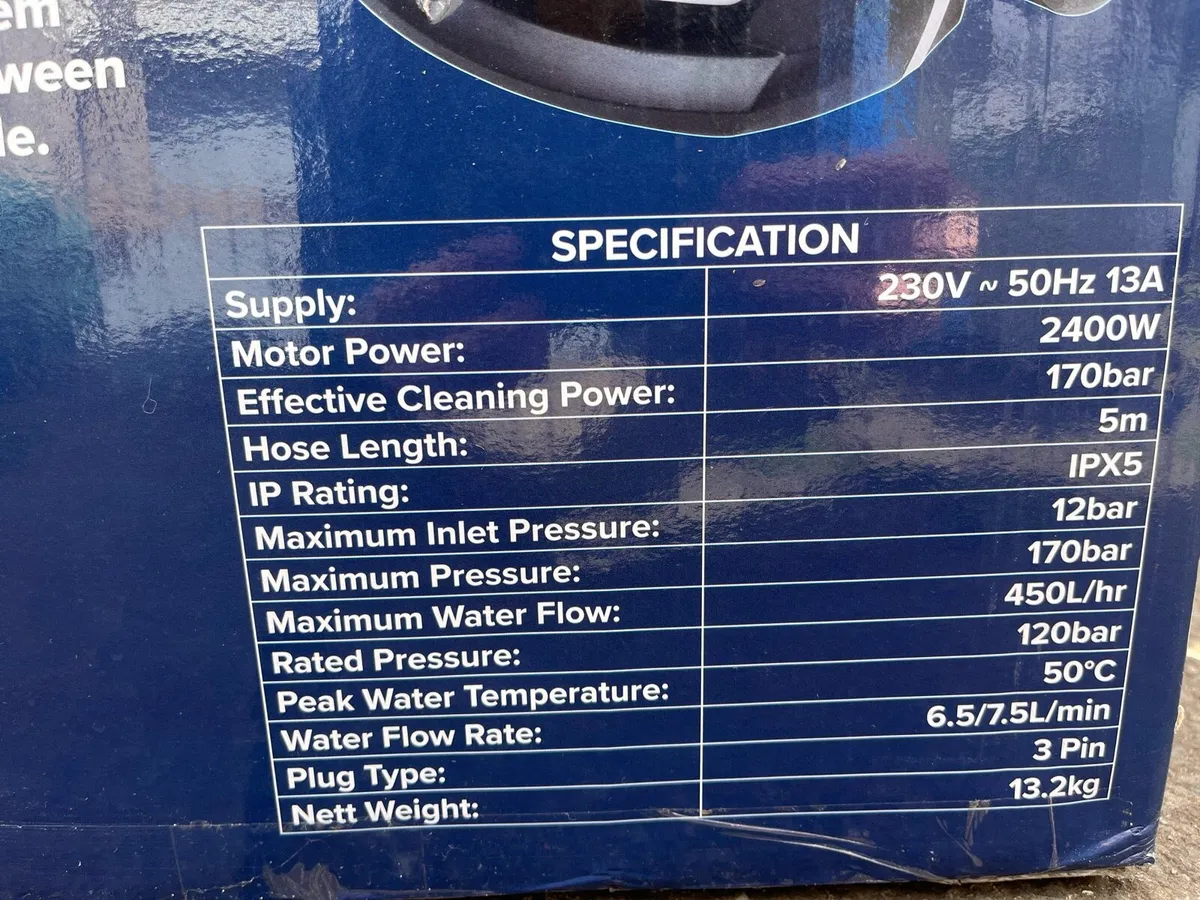 em
ween
le.
SPECIFICATION
Supply: 230V ~ 50Hz 13A
Motor Power: 2400W
Effective Cleaning Power: 170bar
Hose Length: 5m
IP Rating: IPX5
Maximum Inlet Pressure: 12bar
Maximum Pressure: 170bar
Maximum Water Flow: 450L/hr
Rated Pressure: 120bar
Peak Water Temperature: 50°C
Water Flow Rate: 6.5/7.5L/min
Plug Type: 3 Pin
Nett Weight: 13.2kg